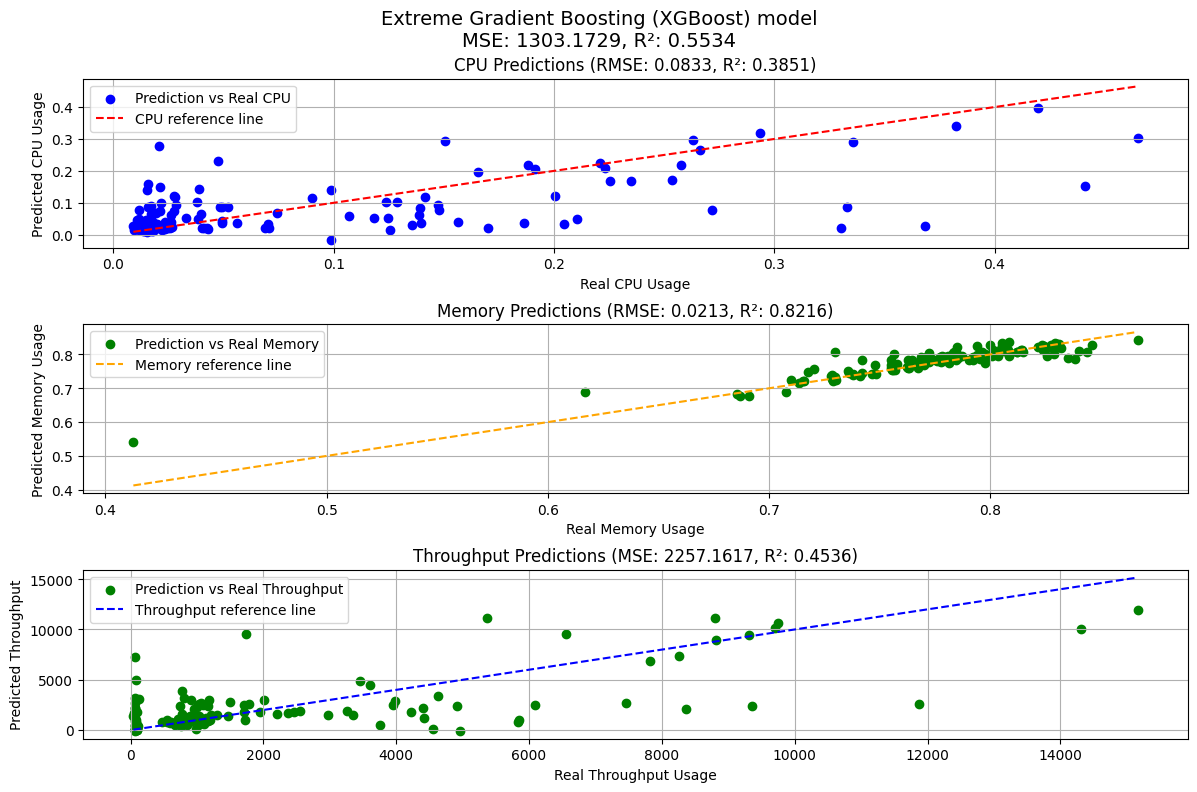 Extreme Gradient Boosting (XGBoost) model
MSE: 1303.1729, R²: 0.5534
CPU Predictions (RMSE: 0.0833, R²: 0.3851)
Prediction vs Real CPU
CPU reference line
Predicted CPU Usage
0.4
0.3
0.2
0.1
0.0
0.0 0.1 0.2 0.3 0.4
Real CPU Usage
Memory Predictions (RMSE: 0.0213, R²: 0.8216)
Prediction vs Real Memory
Memory reference line
Predicted Memory Usage
0.8
0.7
0.6
0.5
0.4
0.4 0.5 0.6 0.7 0.8
Real Memory Usage
Throughput Predictions (MSE: 2257.1617, R²: 0.4536)
Prediction vs Real Throughput
Throughput reference line
Predicted Throughput
15000
10000
5000
0
0 2000 4000 6000 8000 10000 12000 14000
Real Throughput Usage